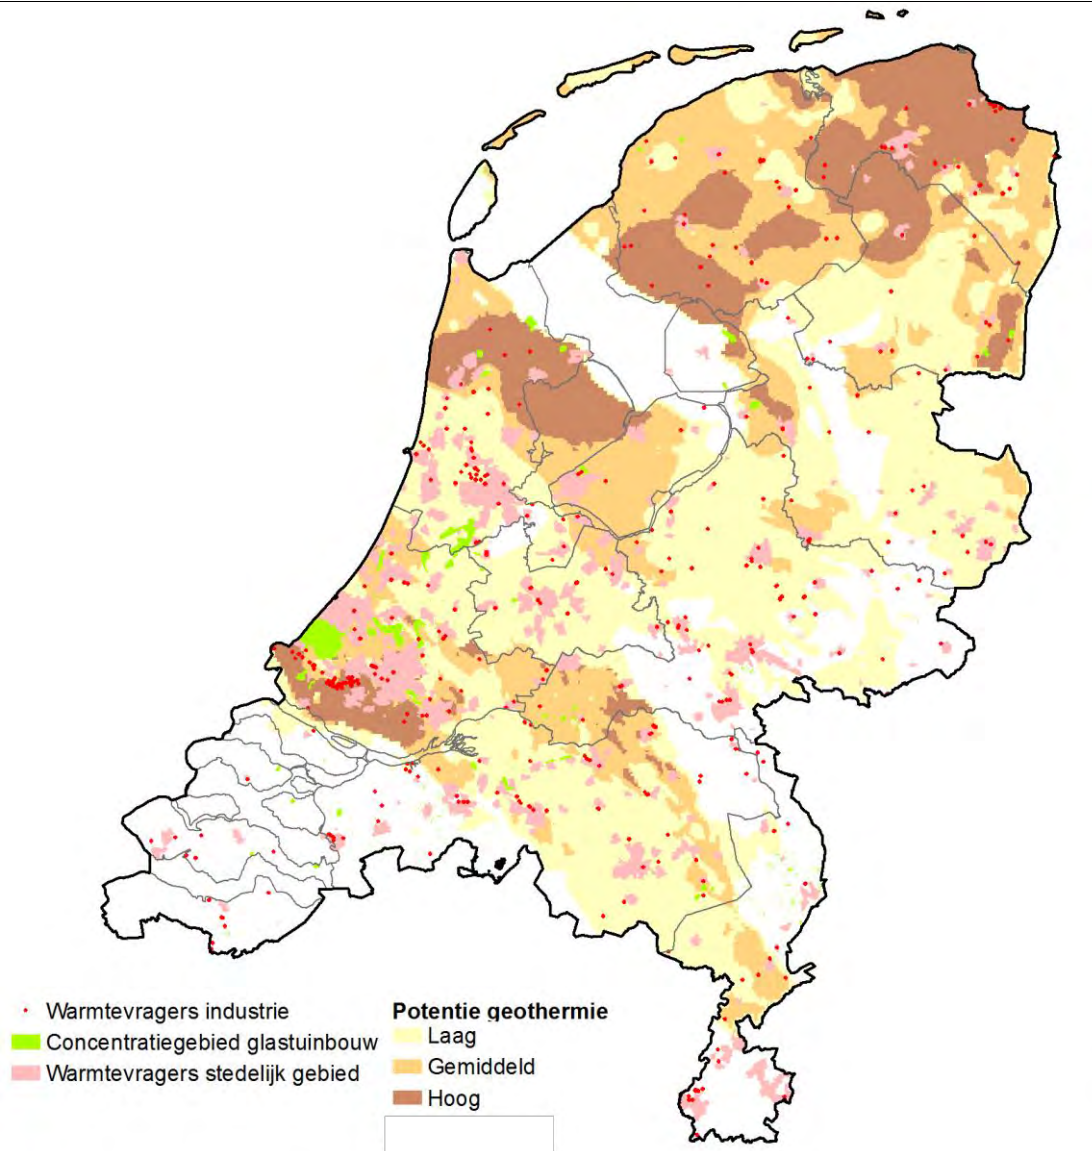 Warmtevragers industrie
Concentratiegebied glastuinbouw
Warmtevragers stedelijk gebied
Potentie geothermie
Laag
Gemiddeld
Hoog